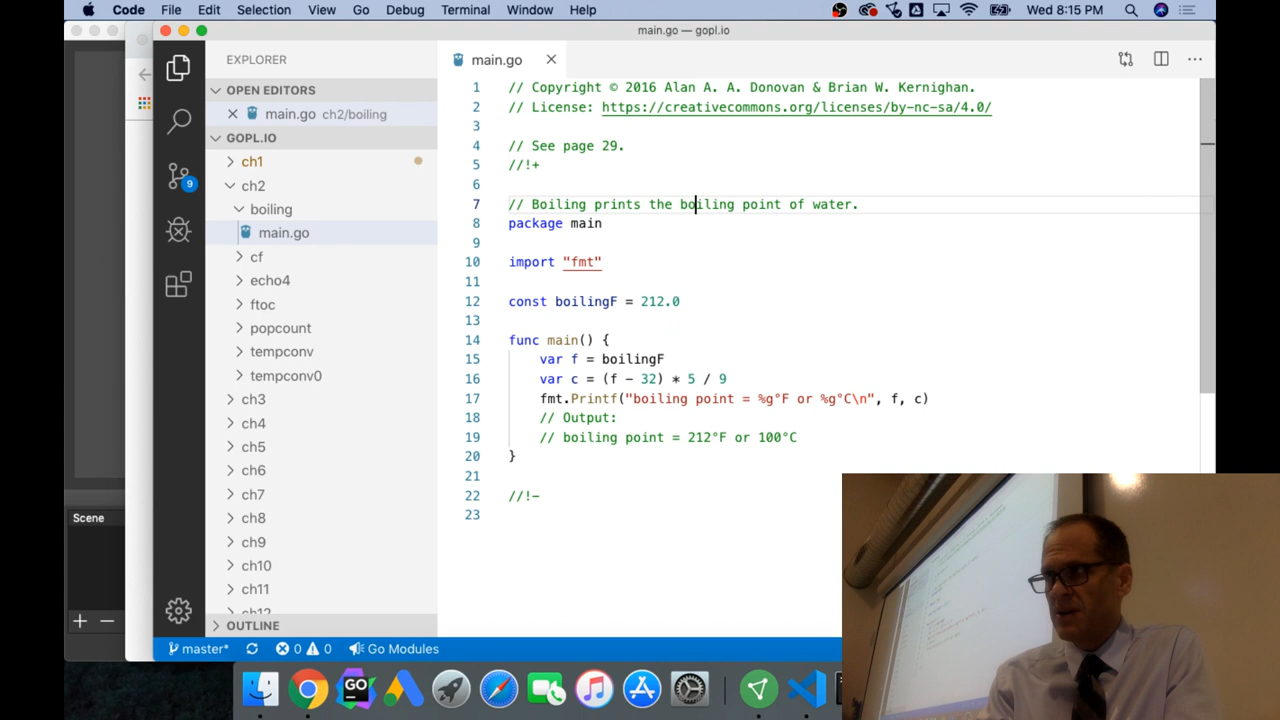 Code File Edit Selection View Go Debug Terminal Window Help Wed 8:15 PM
main.go — gopl.io
EXPLORER
main.go
OPEN EDITORS
main.go ch2/boiling
GOPL.IO
ch1
ch2
boiling
main.go
cf
echo4
ftoc
popcount
tempconv
tempconv0
ch3
ch4
ch5
ch6
ch7
ch8
ch9
ch10
ch11
ch12
OUTLINE
9
1 // Copyright © 2016 Alan A. A. Donovan & Brian W. Kernighan.
2 // License: https://creativecommons.org/licenses/by-nc-sa/4.0/
3
4 // See page 29.
5 //!+
6
7 // Boiling prints the boiling point of water.
8 package main
9
10 import "fmt"
11
12 const boilingF = 212.0
13
14 func main() {
15 var f = boilingF
16 var c = (f - 32) * 5 / 9
17 fmt.Printf("boiling point = %g°F or %g°C\n", f, c)
18 // Output:
19 // boiling point = 212°F or 100°C
20 }
21
22 //!-
23
Scene
master* 0 0 Go Modules
GO